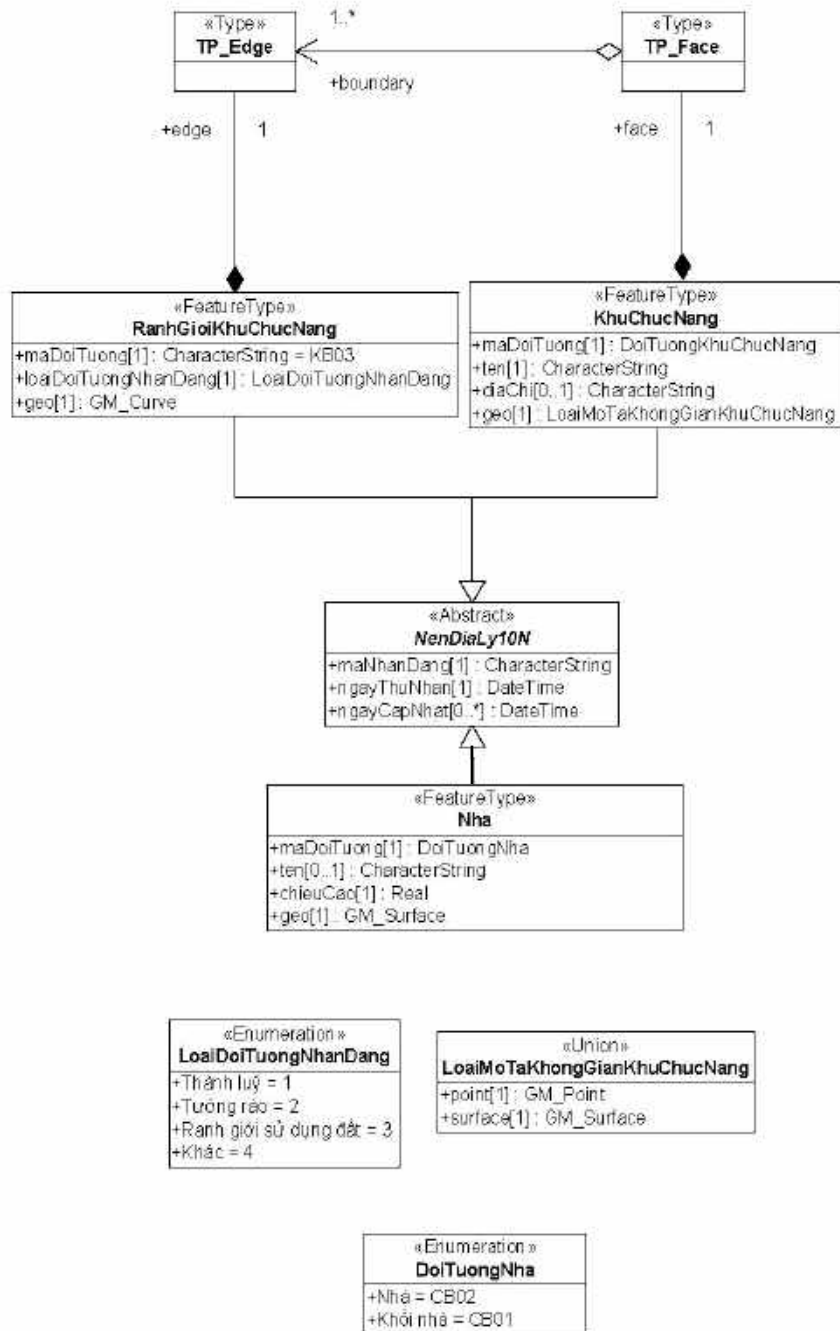 «Type»
TP_Edge
1..*
+boundary
«Type»
TP_Face
+edge 1
+face 1
«FeatureType»
RanhGioiKhuChucNang
+maDoiTuong[1] : CharacterString = KB03
+loaiDoiTuongNhanDang[1] : LoaiDoiTuongNhanDang
+geo[1] : GM_Curve
«FeatureType»
KhuChucNang
+maDoiTuong[1] : DoiTuongKhuChucNang
+ten[1] : CharacterString
+diaChi[0..1] : CharacterString
+geo[1] : LoaiMoTaKhongGianKhuChucNang
«Abstract»
NenDiaLy10N
+maNhanDang[1] : CharacterString
+ngayThuNhan[1] : DateTime
+ngayCapNhat[0..*] : DateTime
«FeatureType»
Nha
+maDoiTuong[1] : DoiTuongNha
+ten[0..1] : CharacterString
+chieuCao[1] : Real
+geo[1] : GM_Surface
«Enumeration»
LoaiDoiTuongNhanDang
+Thành luỹ = 1
+Tường rào = 2
+Ranh giới sử dụng đất = 3
+Khác = 4
«Union»
LoaiMoTaKhongGianKhuChucNang
+point[1] : GM_Point
+surface[1] : GM_Surface
«Enumeration»
DoiTuongNha
+Nhà = CB02
+Khối nhà = CB01